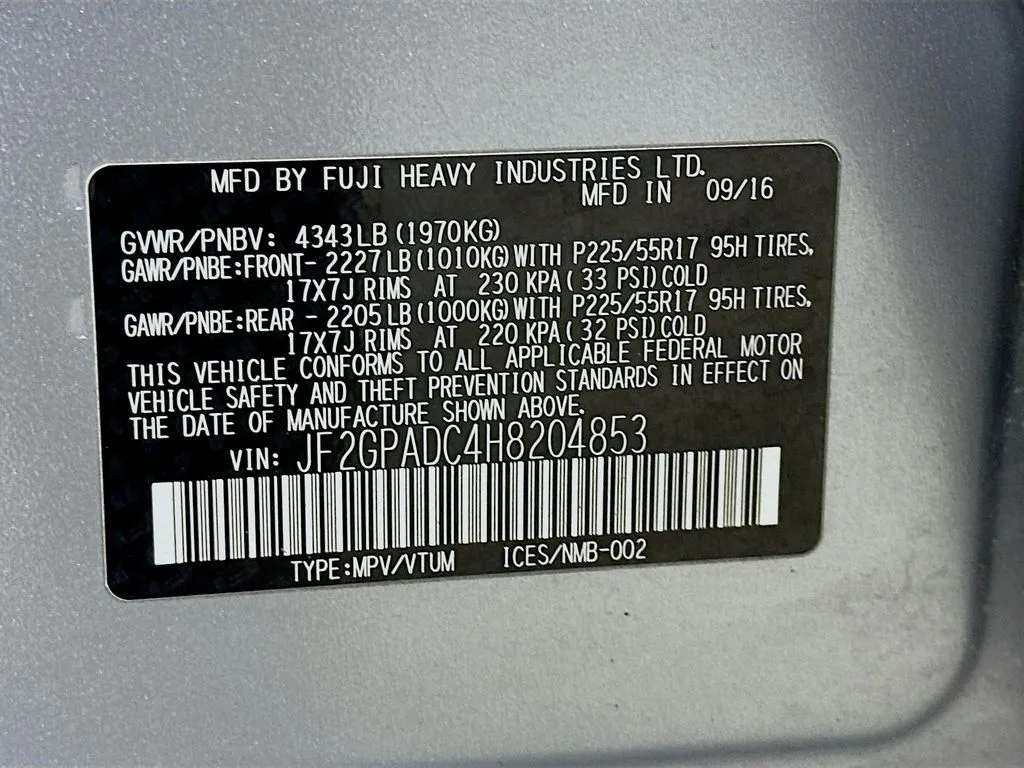 MFD BY FUJI HEAVY INDUSTRIES LTD.
MFD IN 09/16
GVWR/PNBV: 4343LB (1970KG)
GAWR/PNBE:FRONT- 2227LB (1010KG) WITH P225/55R17 95H TIRES,
17X7J RIMS AT 230 KPA ( 33 PSI) COLD
GAWR/PNBE:REAR - 2205LB (1000KG) WITH P225/55R17 95H TIRES,
17X7J RIMS AT 220 KPA ( 32 PSI) COLD
THIS VEHICLE CONFORMS TO ALL APPLICABLE FEDERAL MOTOR
VEHICLE SAFETY AND THEFT PREVENTION STANDARDS IN EFFECT ON
THE DATE OF MANUFACTURE SHOWN ABOVE.
VIN: JF2GPADC4H8204853
TYPE:MPV/VTUM ICES/NMB-002